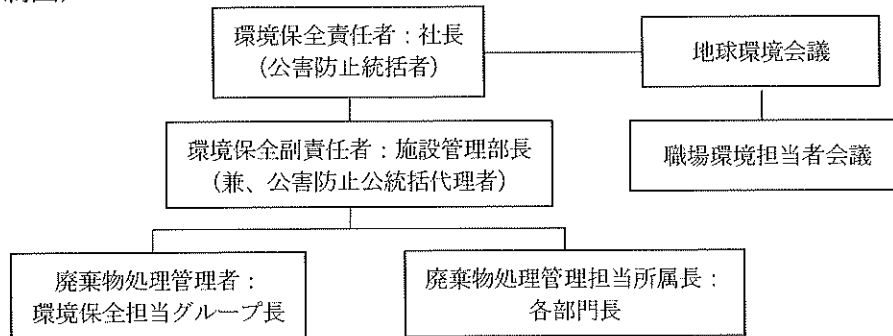 環境保全責任者：社長
（公害防止統括者）
地球環境会議
環境保全副責任者：施設管理部長
（兼、公害防止公統括代理者）
職場環境担当者会議
廃棄物処理管理者：
環境保全担当グループ長
廃棄物処理管理担当所属長：
各部門長